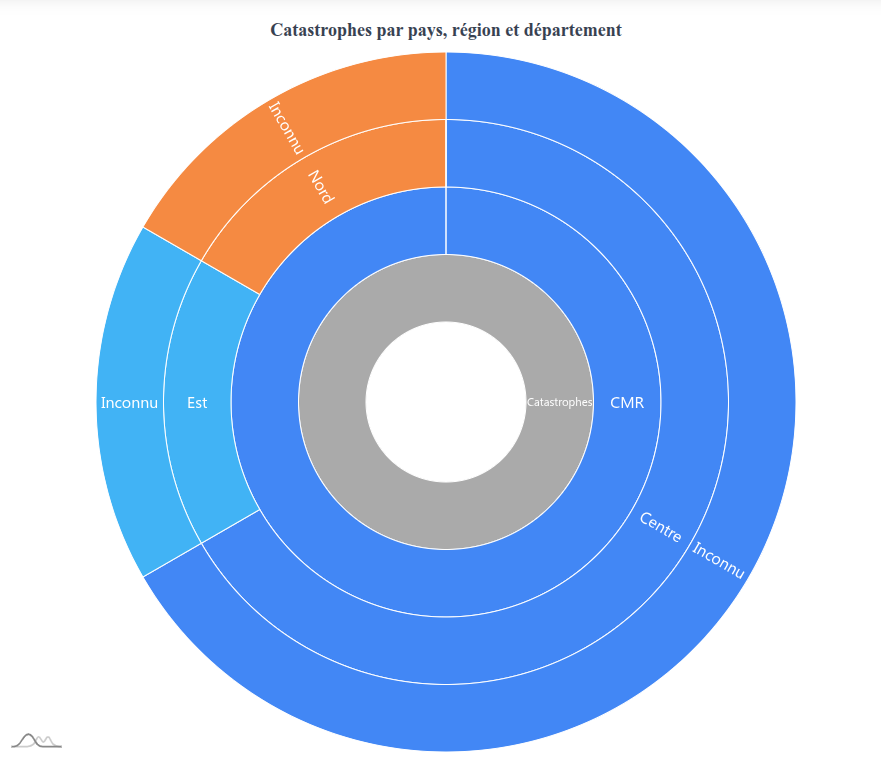 Catastrophes par pays, région et département
Inconnu
Nord
Inconnu
Est
Catastrophes
CMR
Centre
Inconnu